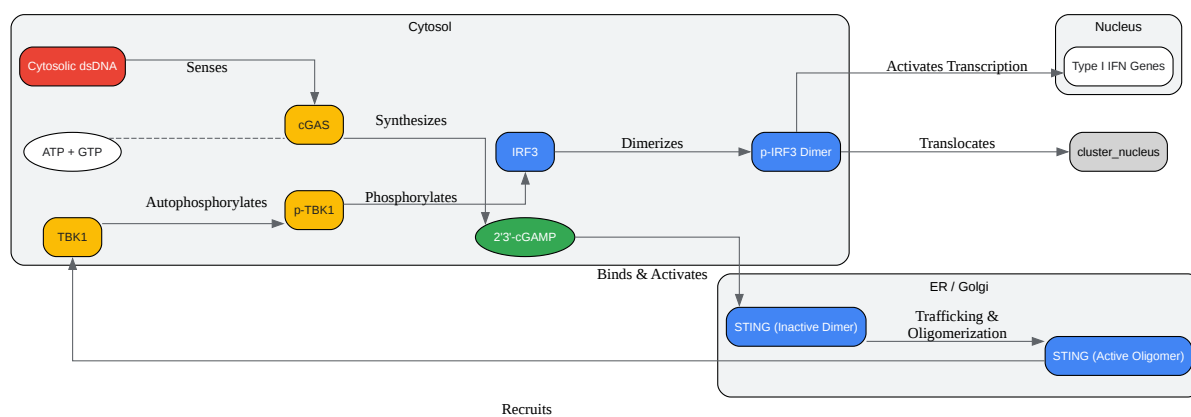 Cytosol
Nucleus
Cytosolic dsDNA
Senses
Activates Transcription
Type I IFN Genes
cGAS
Synthesizes
ATP + GTP
IRF3
Dimerizes
p-IRF3 Dimer
Translocates
cluster_nucleus
Autophosphorylates
p-TBK1
Phosphorylates
TBK1
2'3'-cGAMP
Binds & Activates
ER / Golgi
STING (Inactive Dimer)
Trafficking &
Oligomerization
STING (Active Oligomer)
Recruits